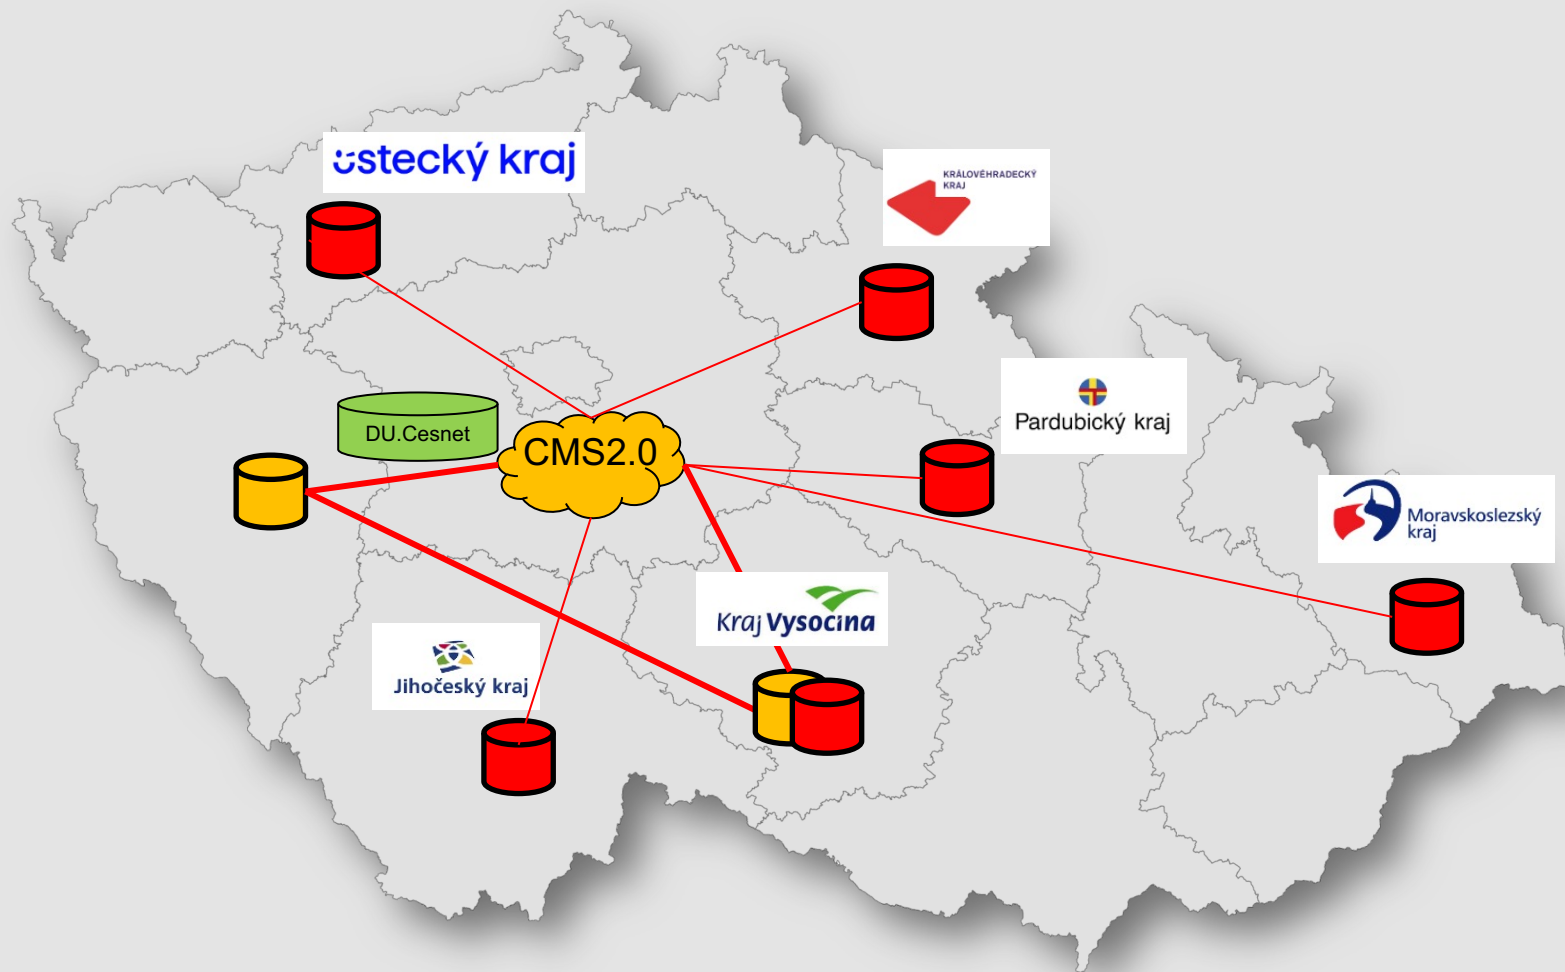 ústecký kraj
KRÁLOVÉHRADECKÝ
KRAJ
Pardubický kraj
DU.Cesnet
CMS2.0
Moravskoslezský
kraj
Kraj Vysočina
Jihočeský kraj